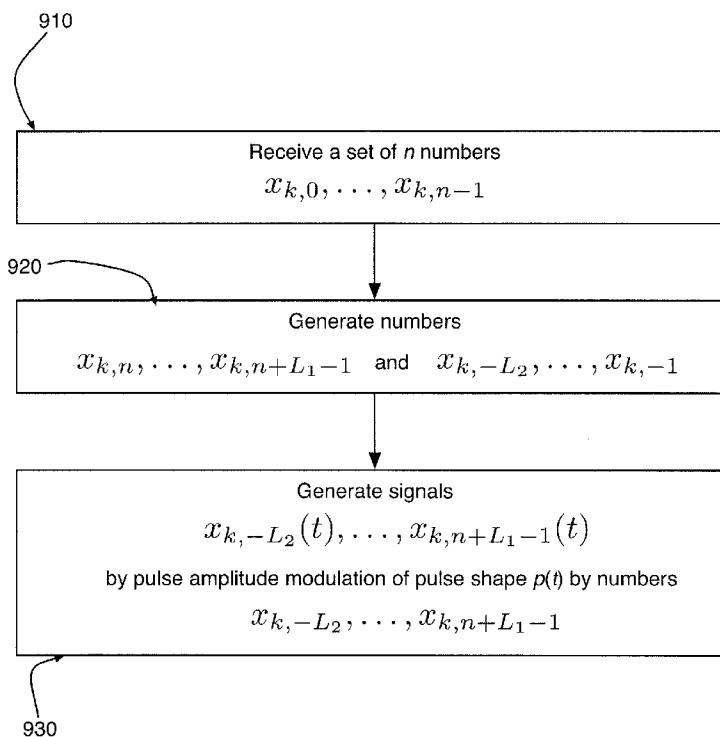 910
Receive a set of n numbers
x_{k,0}, . . . , x_{k,n−1}
920
Generate numbers
x_{k,n}, . . . , x_{k,n+L_1−1} and x_{k,−L_2}, . . . , x_{k,−1}
Generate signals
x_{k,−L_2}(t), . . . , x_{k,n+L_1−1}(t)
by pulse amplitude modulation of pulse shape p(t) by numbers
x_{k,−L_2}, . . . , x_{k,n+L_1−1}
930